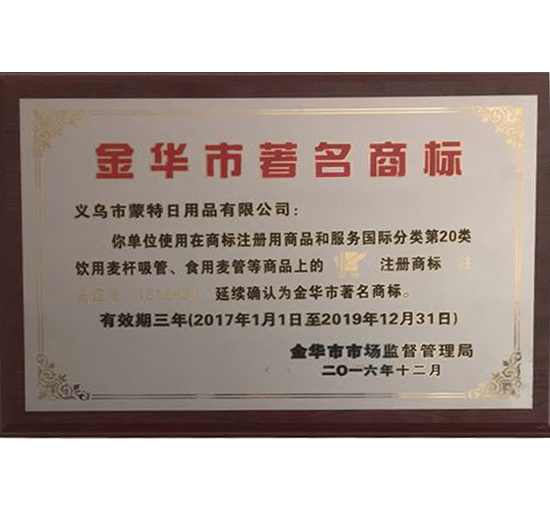 金华市著名商标
义乌市蒙特日用品有限公司：
你单位使用在商标注册用商品和服务国际分类第20类
饮用麦杆吸管、食用麦管等商品上的 注册商标
延续确认为金华市著名商标。
有效期三年(2017年1月1日至2019年12月31日)
金华市市场监督管理局
二〇一六年十二月